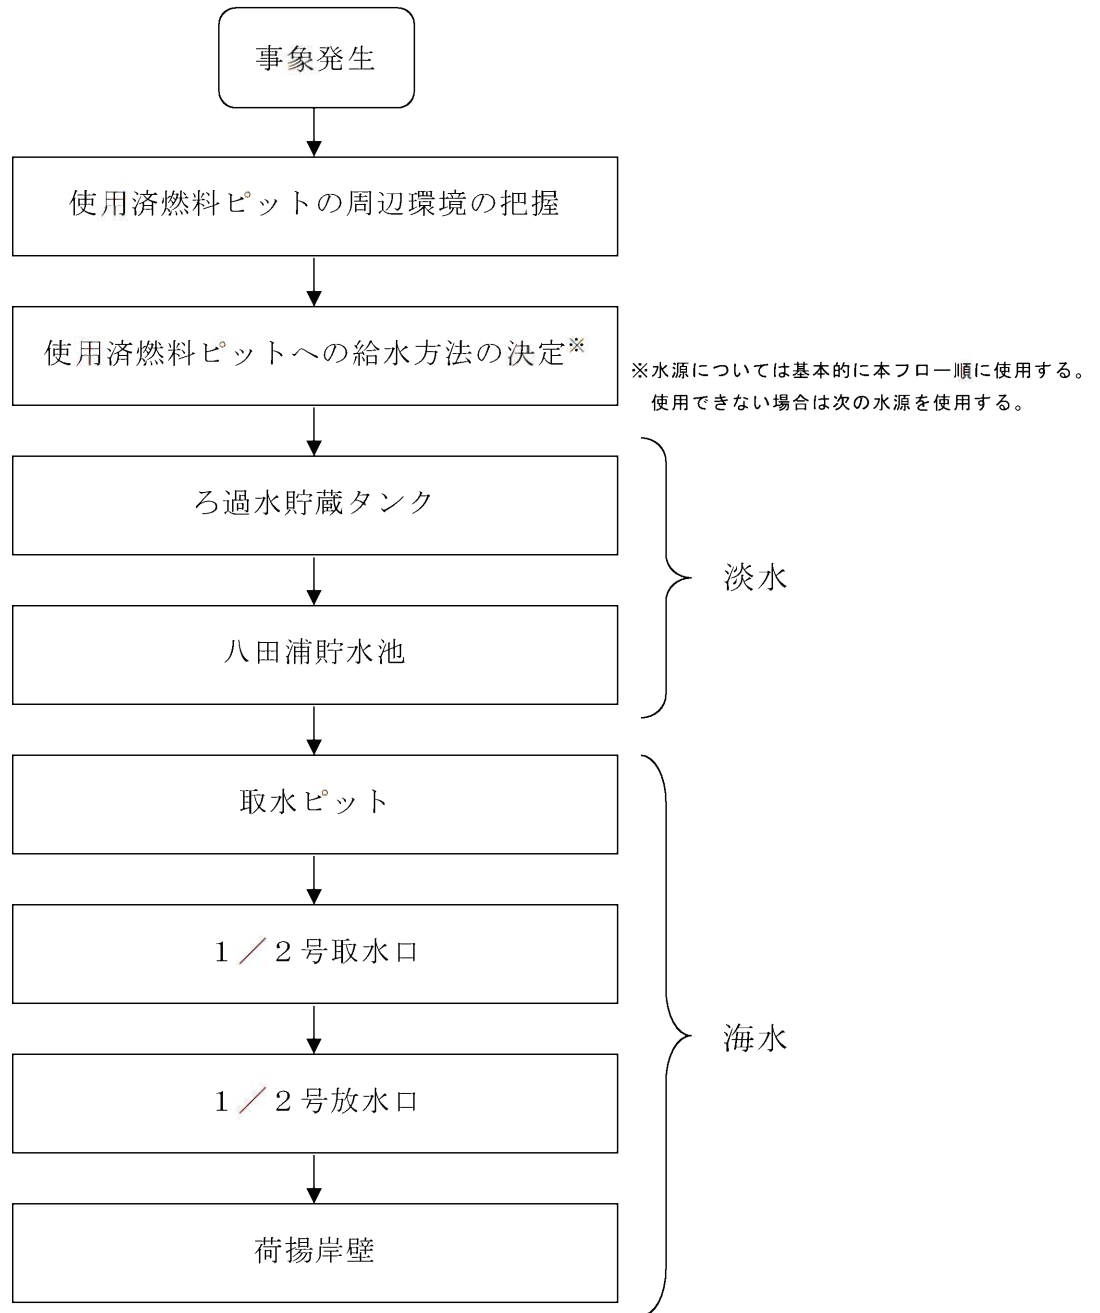 事象発生
使用済燃料ピットの周辺環境の把握
使用済燃料ピットへの給水方法の決定※
※水源については基本的に本フロー順に使用する。
使用できない場合は次の水源を使用する。
ろ過水貯蔵タンク
八田浦貯水池
淡水
取水ピット
1／2号取水口
1／2号放水口
荷揚岸壁
海水